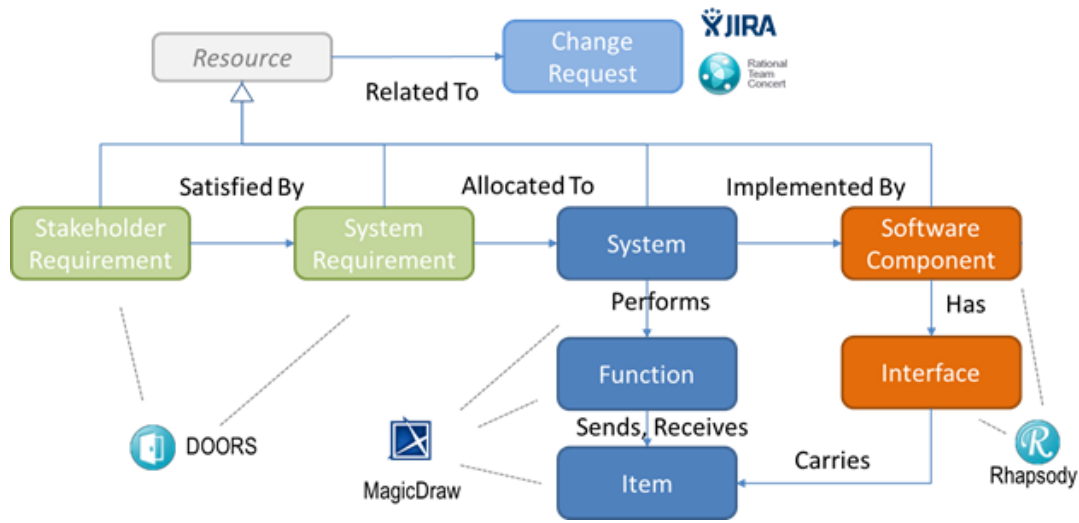 JIRA
Resource
Change
Request
Rational
Team
Concert
Related To
Satisfied By
Allocated To
Implemented By
Stakeholder
Requirement
System
Requirement
System
Software
Component
Performs
Has
Function
Interface
Sends, Receives
DOORS
MagicDraw
Item
Carries
R
Rhapsody